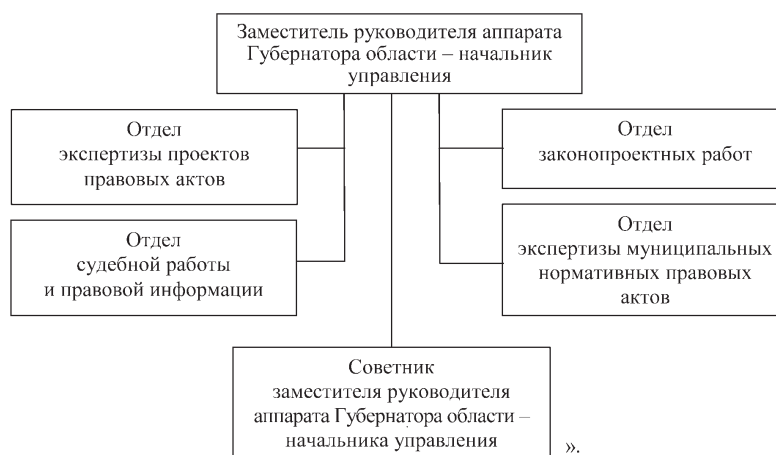 Заместитель руководителя аппарата
Губернатора области – начальник
управления
Отдел
экспертизы проектов
правовых актов
Отдел
законопроектных работ
Отдел
судебной работы
и правовой информации
Отдел
экспертизы муниципальных
нормативных правовых
актов
Советник
заместителя руководителя
аппарата Губернатора области –
начальника управления
».